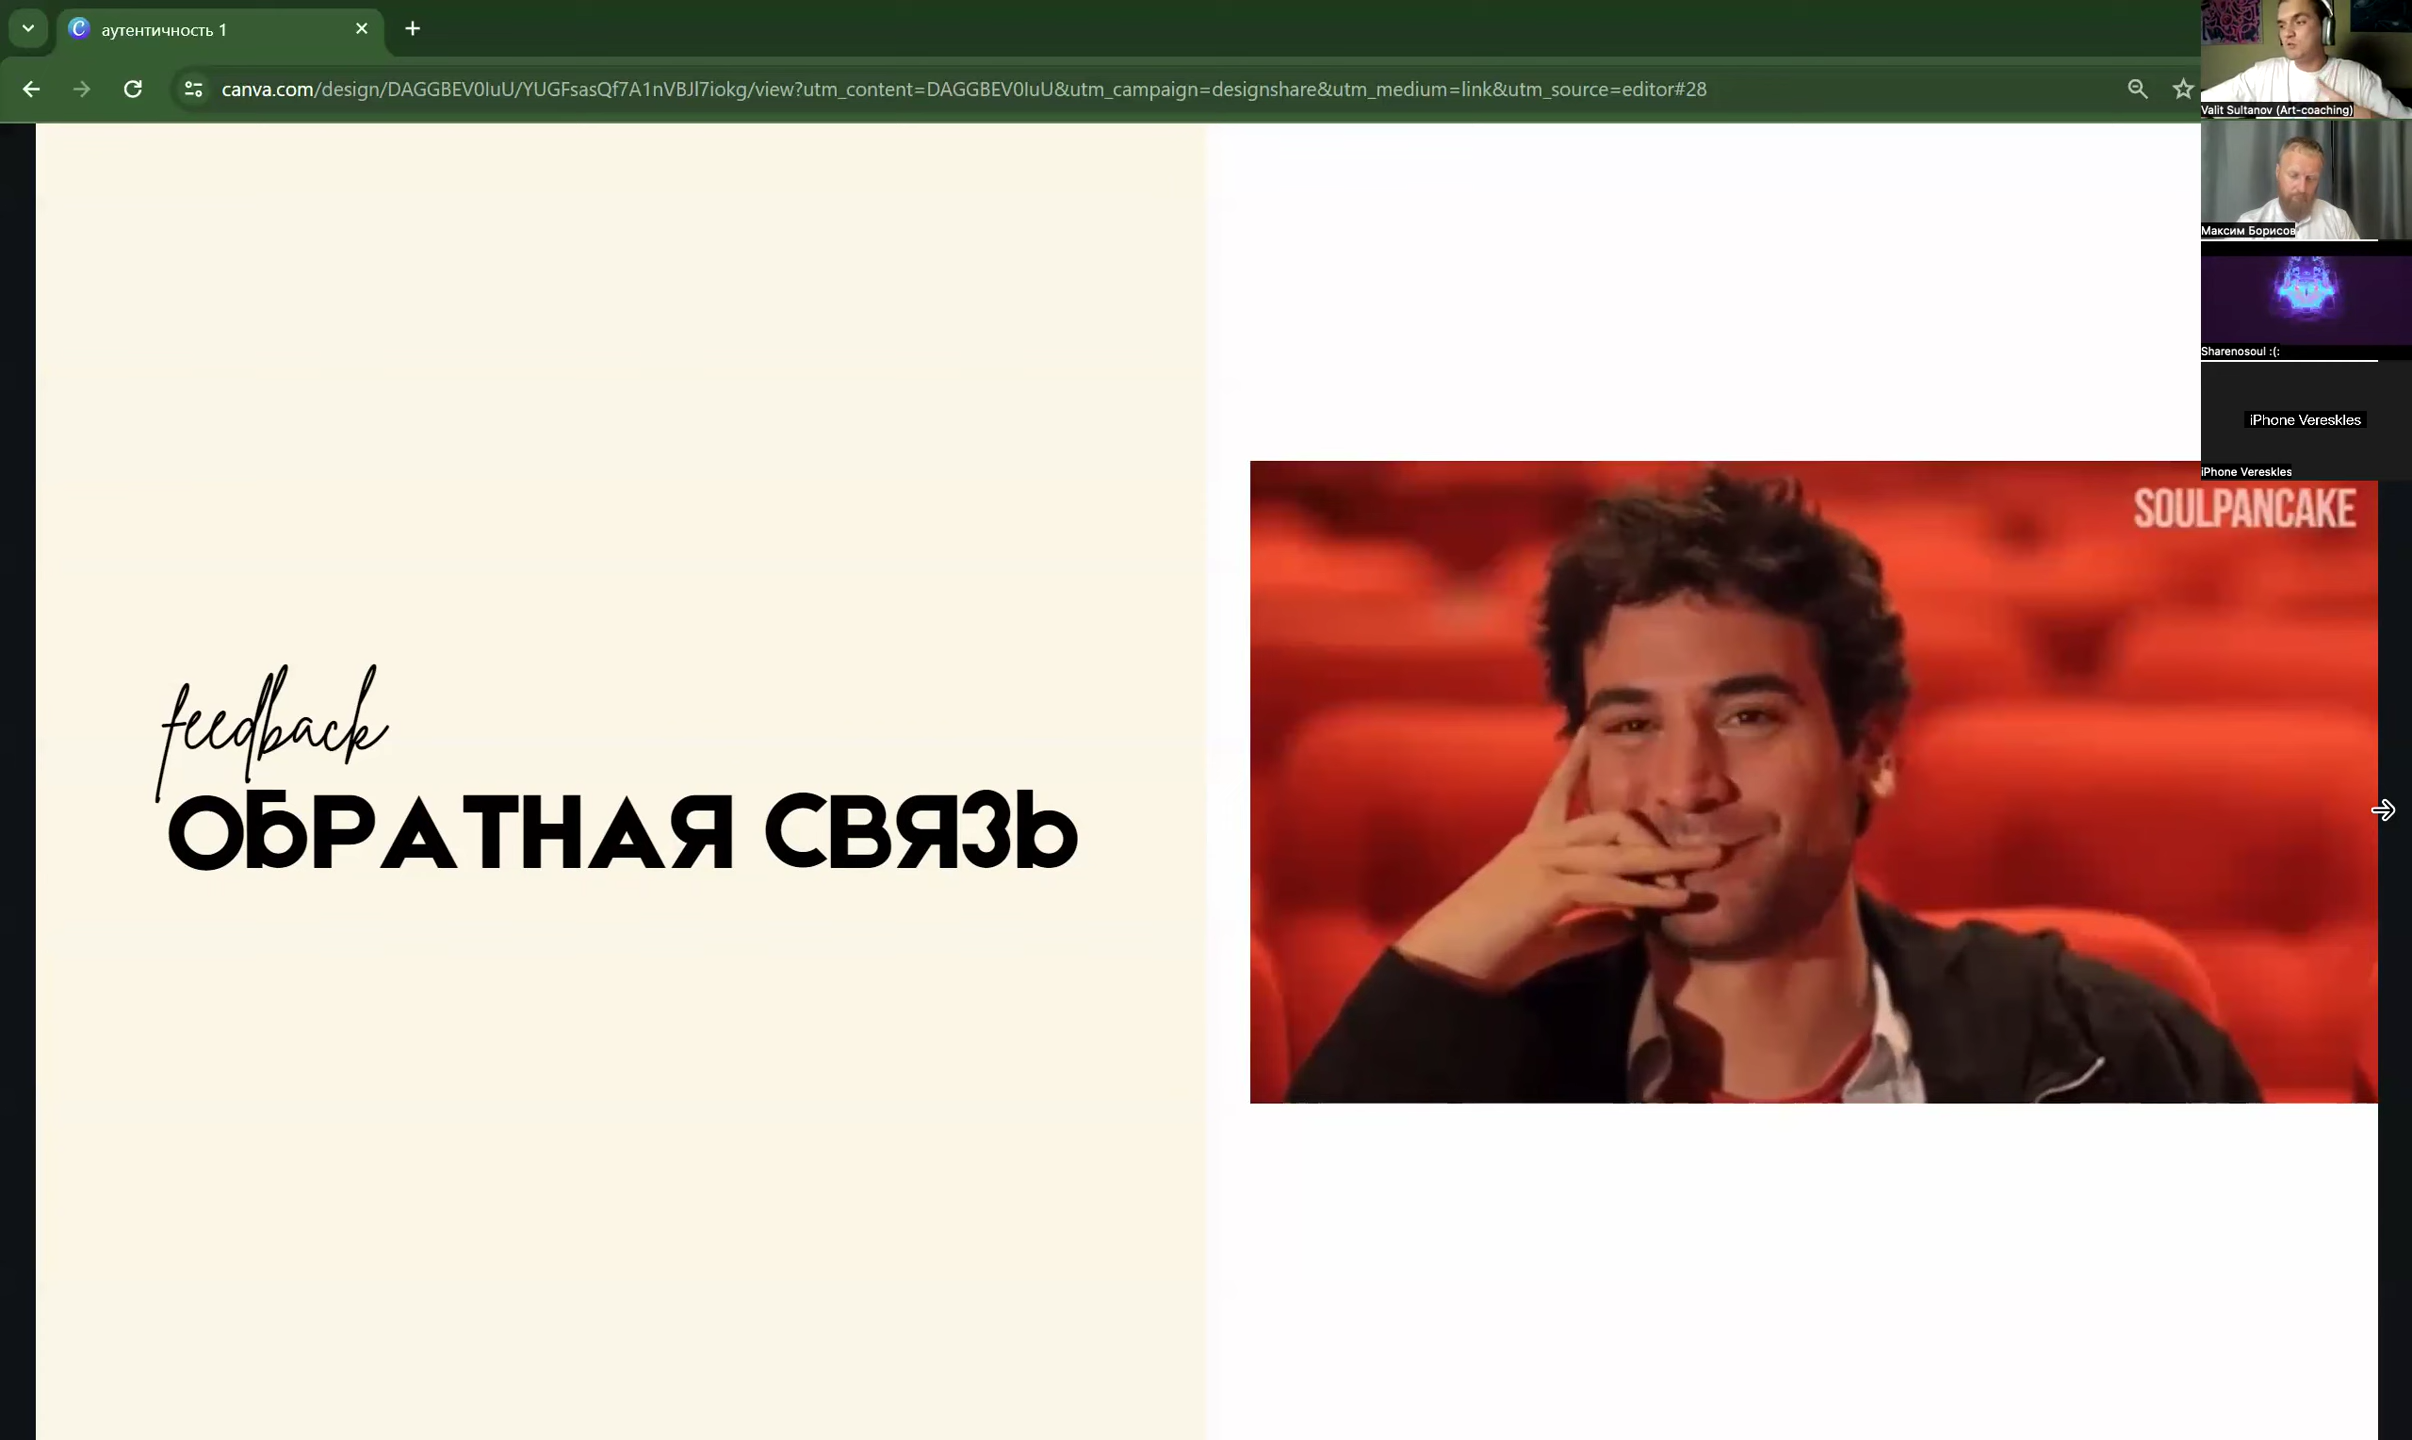 аутентичность 1
canva.com/design/DAGGBEV0IuU/YUGFsasQf7A1nVBJl7iokg/view?utm_content=DAGGBEV0IuU&utm_campaign=designshare&utm_medium=link&utm_source=editor#28
Valit Sultanov (Art-coaching)
Максим Борисов
Sharenosoul :(:
iPhone Vereskles
iPhone Vereskles
SOULPANCAKE
feedback
ОБРАТНАЯ СВЯЗЬ